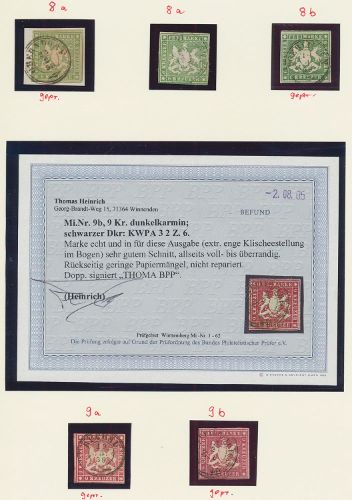 8a
8a
8b
gepr.
gepr.
Thomas Heinrich
Georg-Brandt-Weg 15, 71364 Winnenden
-2. 08. 05
BEFUND
Mi.Nr. 9b, 9 Kr. dunkelkarmin;
schwarzer Dkr: KWPA 3 2 Z. 6.
Marke echt und in für diese Ausgabe (extr. enge Klischeestellung
im Bogen) sehr gutem Schnitt, allseits voll- bis überrandig.
Rückseitig geringe Papiermängel, nicht repariert.
Dopp. signiert „THOMA BPP".
(Heinrich)
Prüfgebiet Württemberg Mi-Nr 1 - 62
Die Prüfung erfolgte auf Grund der Prüfordnung des Bundes Philatelistischer Prüfer e.V.
9a
9b
gepr.
gepr.